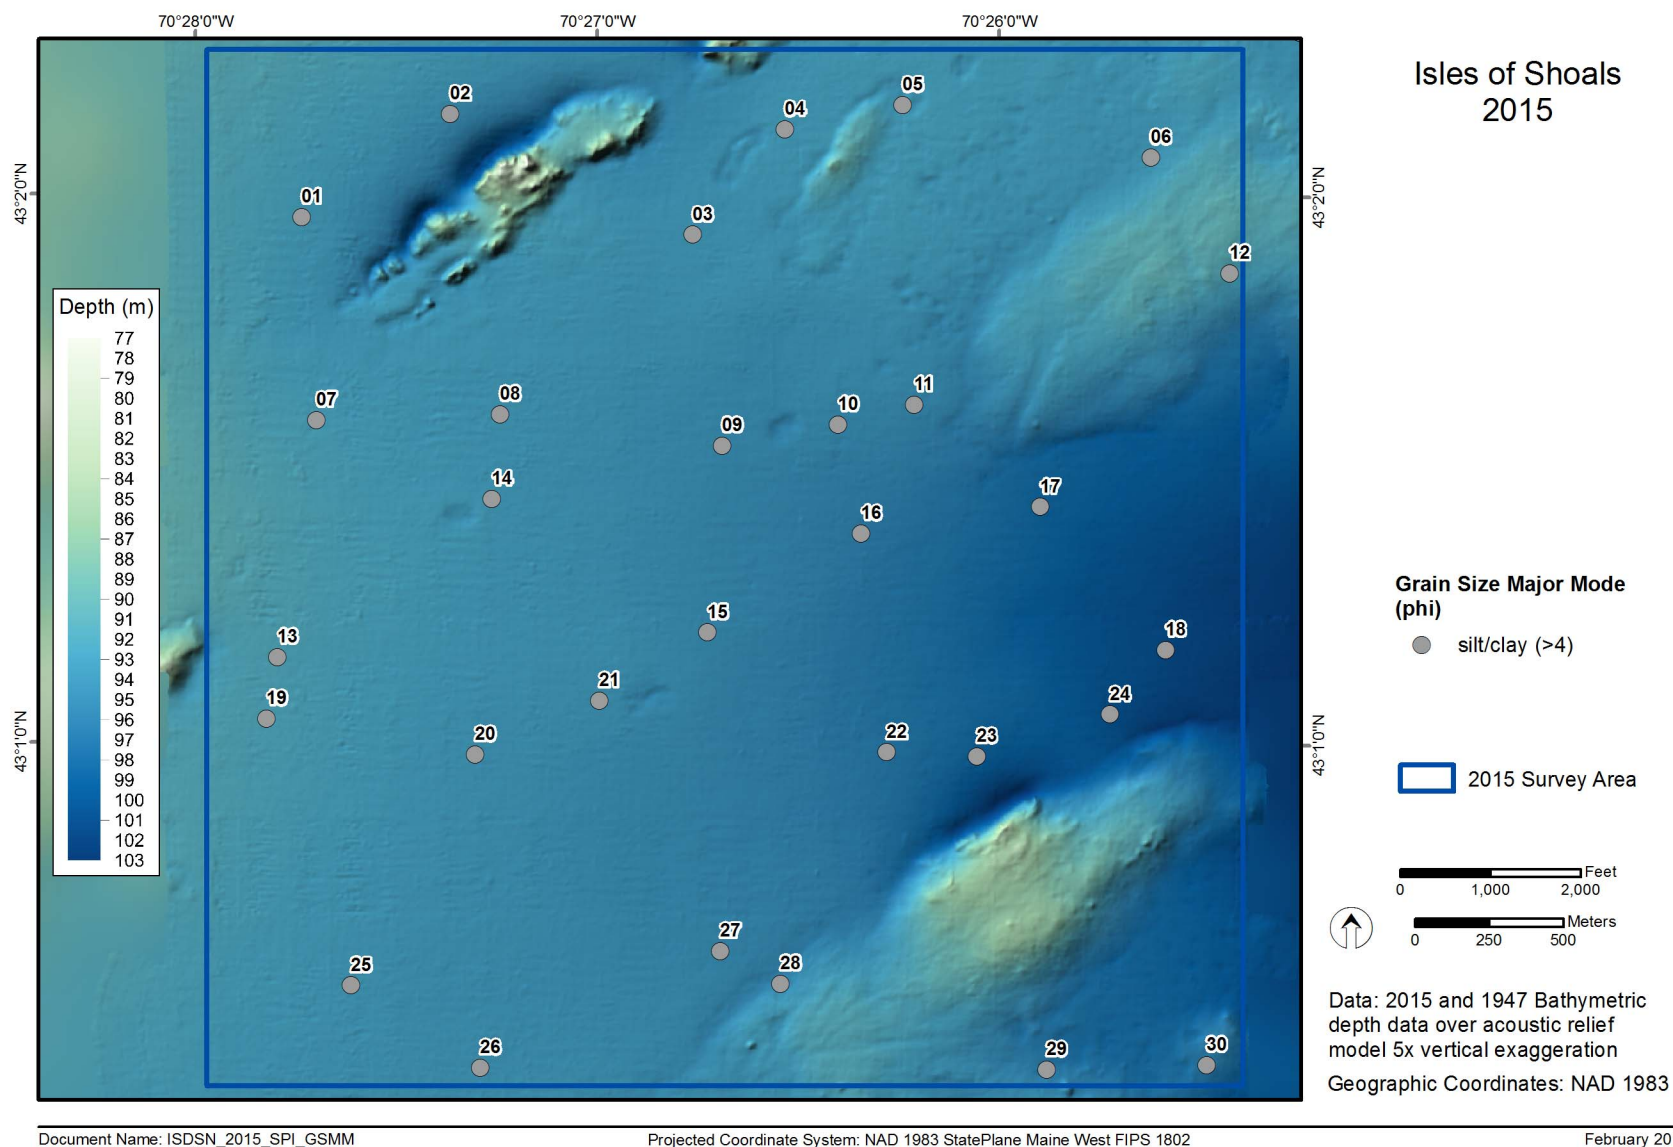 70°28'0"W
70°27'0"W
70°26'0"W
Isles of Shoals
2015
43°2'0"N
43°2'0"N
01
02
03
04
05
06
12
Depth (m)
77
78
79
80
81
82
83
84
85
86
87
88
89
90
91
92
93
94
95
96
97
98
99
100
101
102
103
07
08
09
10
11
14
16
17
13
15
18
19
20
21
22
23
24
43°1'0"N
43°1'0"N
25
26
27
28
29
30
Grain Size Major Mode
(phi)
silt/clay (>4)
2015 Survey Area
Feet
0 1,000 2,000
Meters
0 250 500
Data: 2015 and 1947 Bathymetric
depth data over acoustic relief
model 5x vertical exaggeration
Geographic Coordinates: NAD 1983
Document Name: ISDSN_2015_SPI_GSMM
Projected Coordinate System: NAD 1983 StatePlane Maine West FIPS 1802
February 20